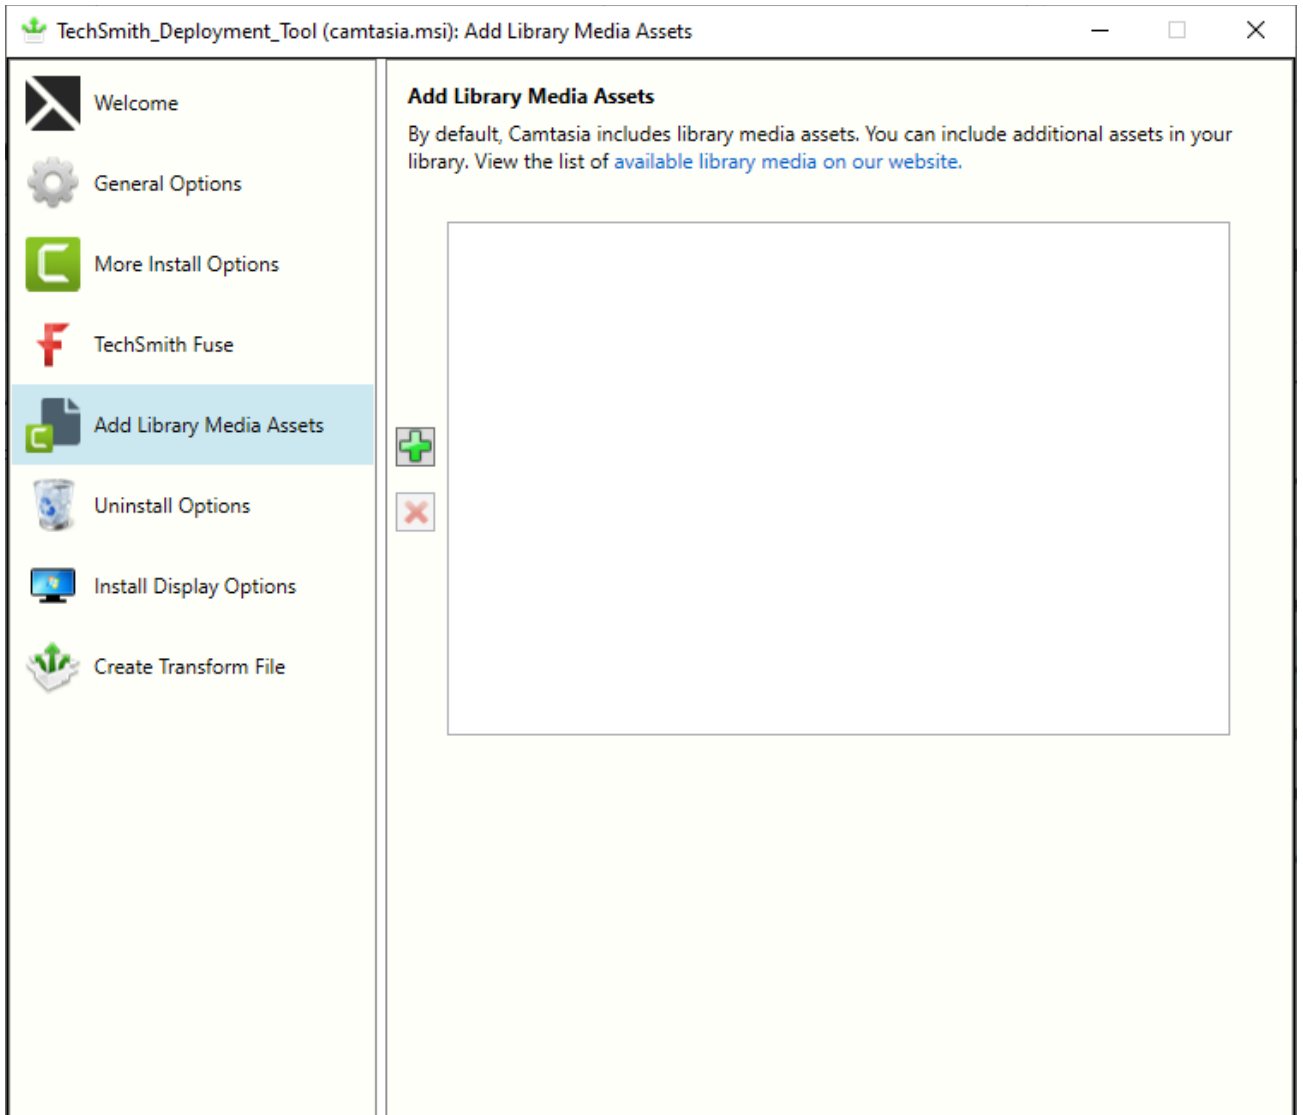 TechSmith_Deployment_Tool (camtasia.msi): Add Library Media Assets
Welcome
General Options
More Install Options
TechSmith Fuse
Add Library Media Assets
Uninstall Options
Install Display Options
Create Transform File
Add Library Media Assets
By default, Camtasia includes library media assets. You can include additional assets in your
library. View the list of available library media on our website.